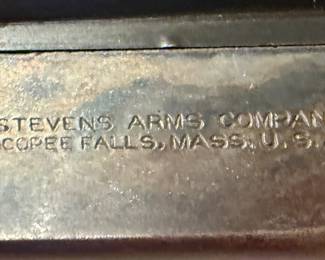 STEVENS ARMS COMPAN
COPEE FALLS, MASS. U. S.